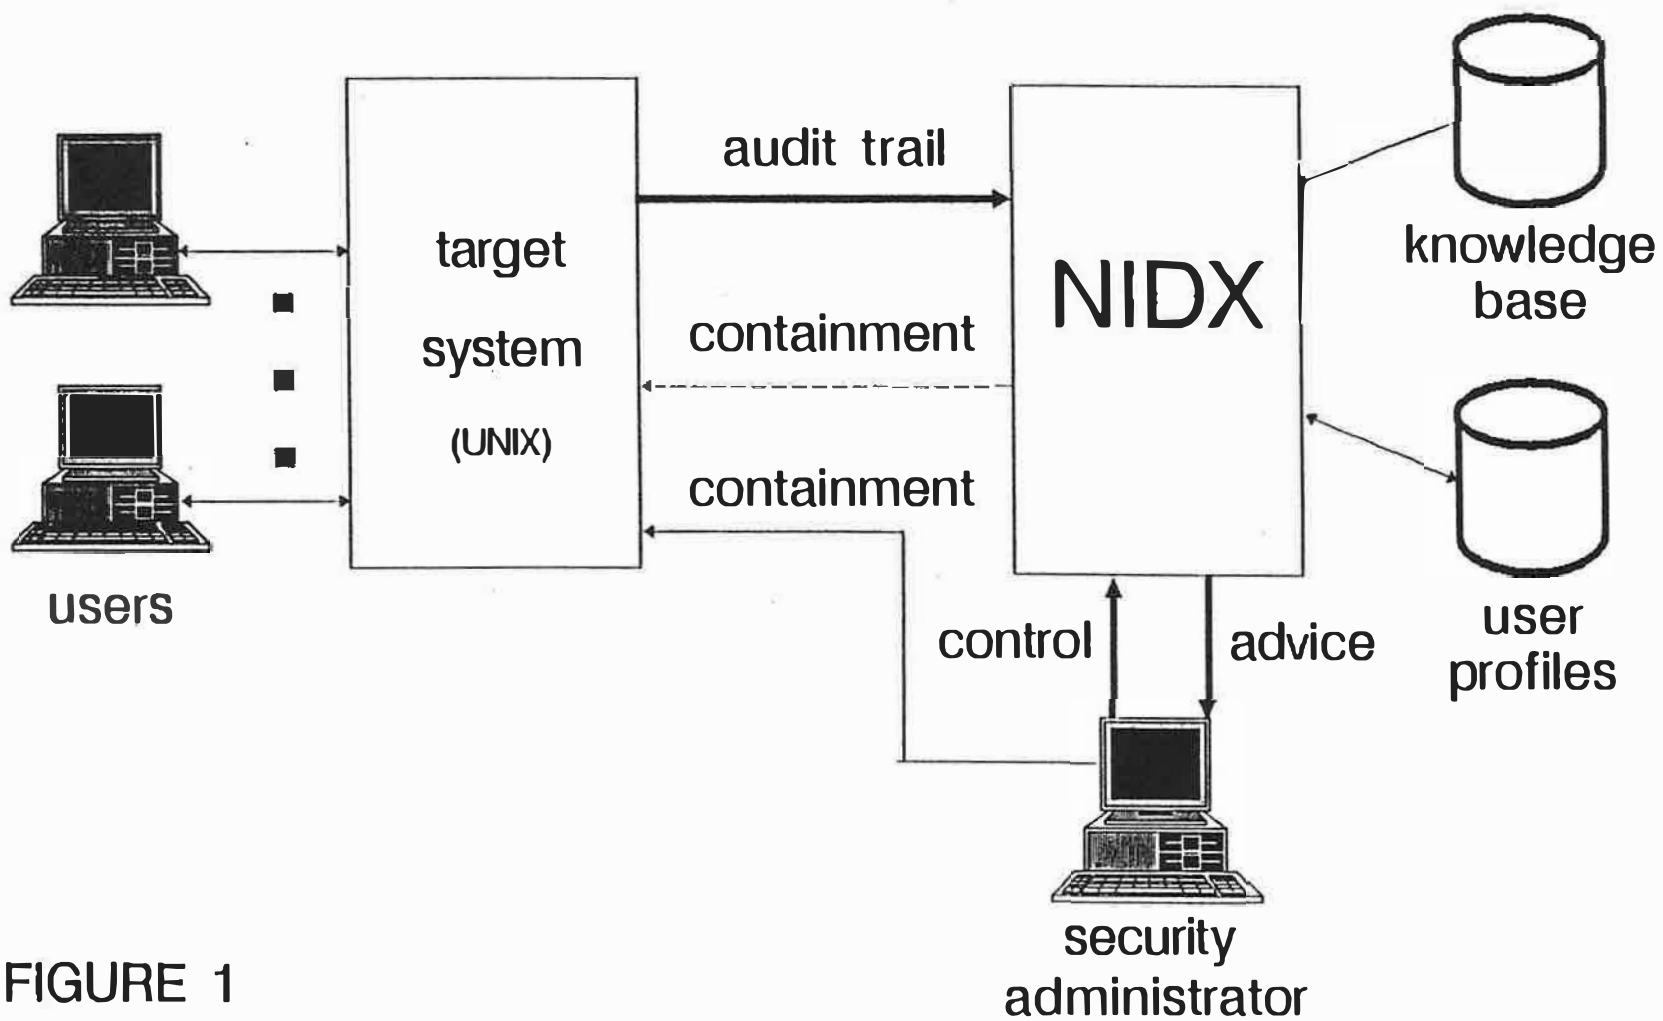 audit trail
target
system
(UNIX)
containment
containment
NIDX
knowledge
base
users
control
advice
user
profiles
security
administrator
FIGURE 1